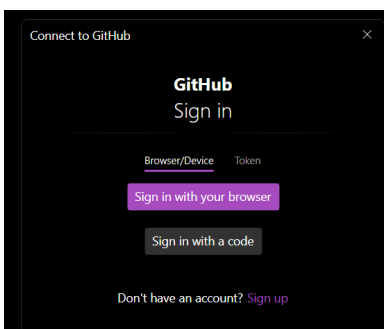 Connect to GitHub
GitHub
Sign in
Browser/Device Token
Sign in with your browser
Sign in with a code
Don't have an account? Sign up